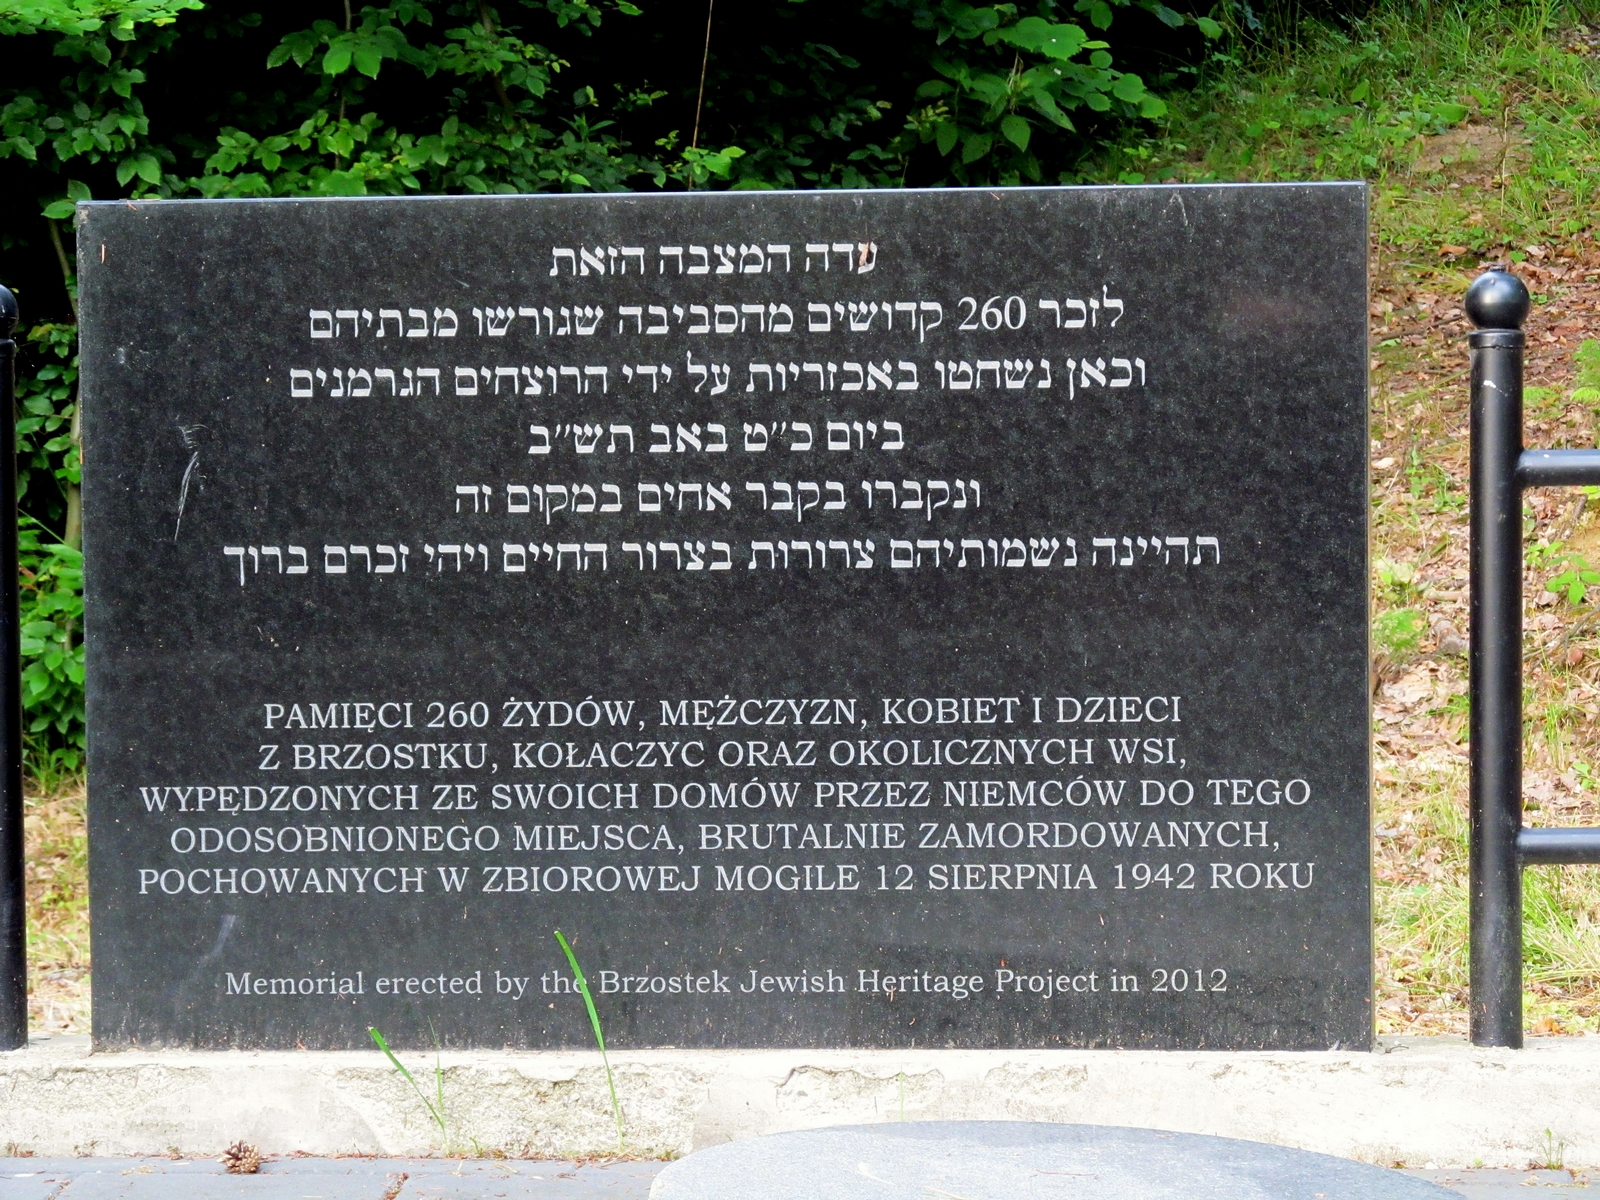 עדה המצבה הזאת
לזכר 260 קדושים מהסביבה שגורשו מבתיהם
וכאן נשחטו באכזריות על ידי הרוצחים הגרמנים
ביום כ״ט באב תש״ב
ונקברו בקבר אחים במקום זה
תהיינה נשמותיהם צרורות בצרור החיים ויהי זכרם ברוך
PAMIĘCI 260 ŻYDÓW, MĘŻCZYZN, KOBIET I DZIECI
Z BRZOSTKU, KOŁACZYC ORAZ OKOLICZNYCH WSI,
WYPĘDZONYCH ZE SWOICH DOMÓW PRZEZ NIEMCÓW DO TEGO
ODOSOBNIONEGO MIEJSCA, BRUTALNIE ZAMORDOWANYCH,
POCHOWANYCH W ZBIOROWEJ MOGILE 12 SIERPNIA 1942 ROKU
Memorial erected by the Brzostek Jewish Heritage Project in 2012